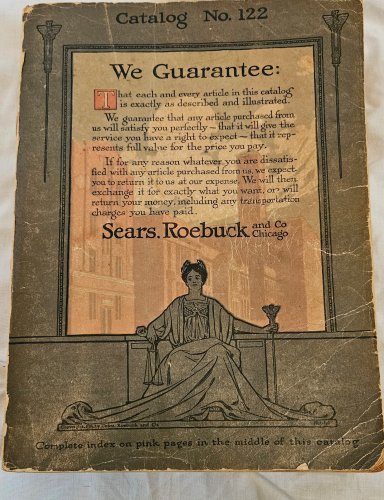 Catalog No. 122
We Guarantee:
That each and every article in this catalog
is exactly as described and illustrated.
We guarantee that any article purchased from
us will satisfy you perfectly – that it will give the
service you have a right to expect – that it rep-
resents full value for the price you pay.
If for any reason whatever you are dissatis-
fied with any article purchased from us, we expect
you to return it to us at our expense. We will then
exchange it for exactly what you want, or will
return your money, including any transportation
charges you have paid.
Sears, Roebuck and Co
Chicago
Roebuck and Co
Complete index on pink pages in the middle of this catalog